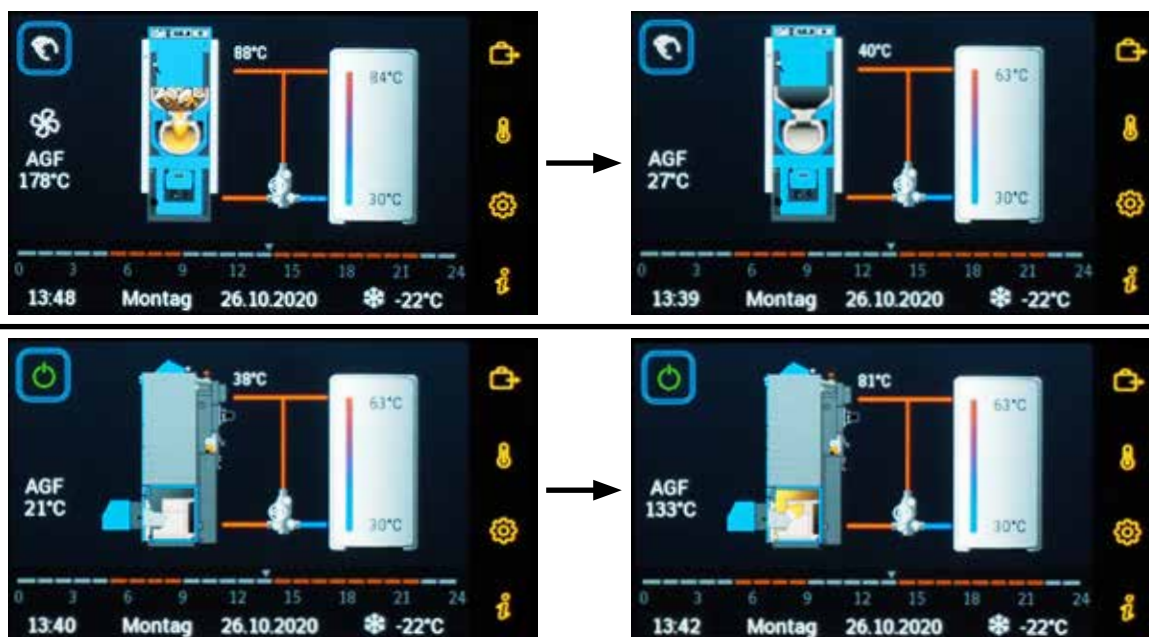 88°C
84°C
AGF
178°C
30°C
0 3 6 9 12 15 18 21 24
13:48 Montag 26.10.2020 -22°C
40°C
63°C
AGF
27°C
30°C
0 3 6 9 12 15 18 21 24
13:39 Montag 26.10.2020 -22°C
38°C
63°C
AGF
21°C
30°C
0 3 6 9 12 15 18 21 24
13:40 Montag 26.10.2020 -22°C
81°C
63°C
AGF
133°C
30°C
0 3 6 9 12 15 18 21 24
13:42 Montag 26.10.2020 -22°C